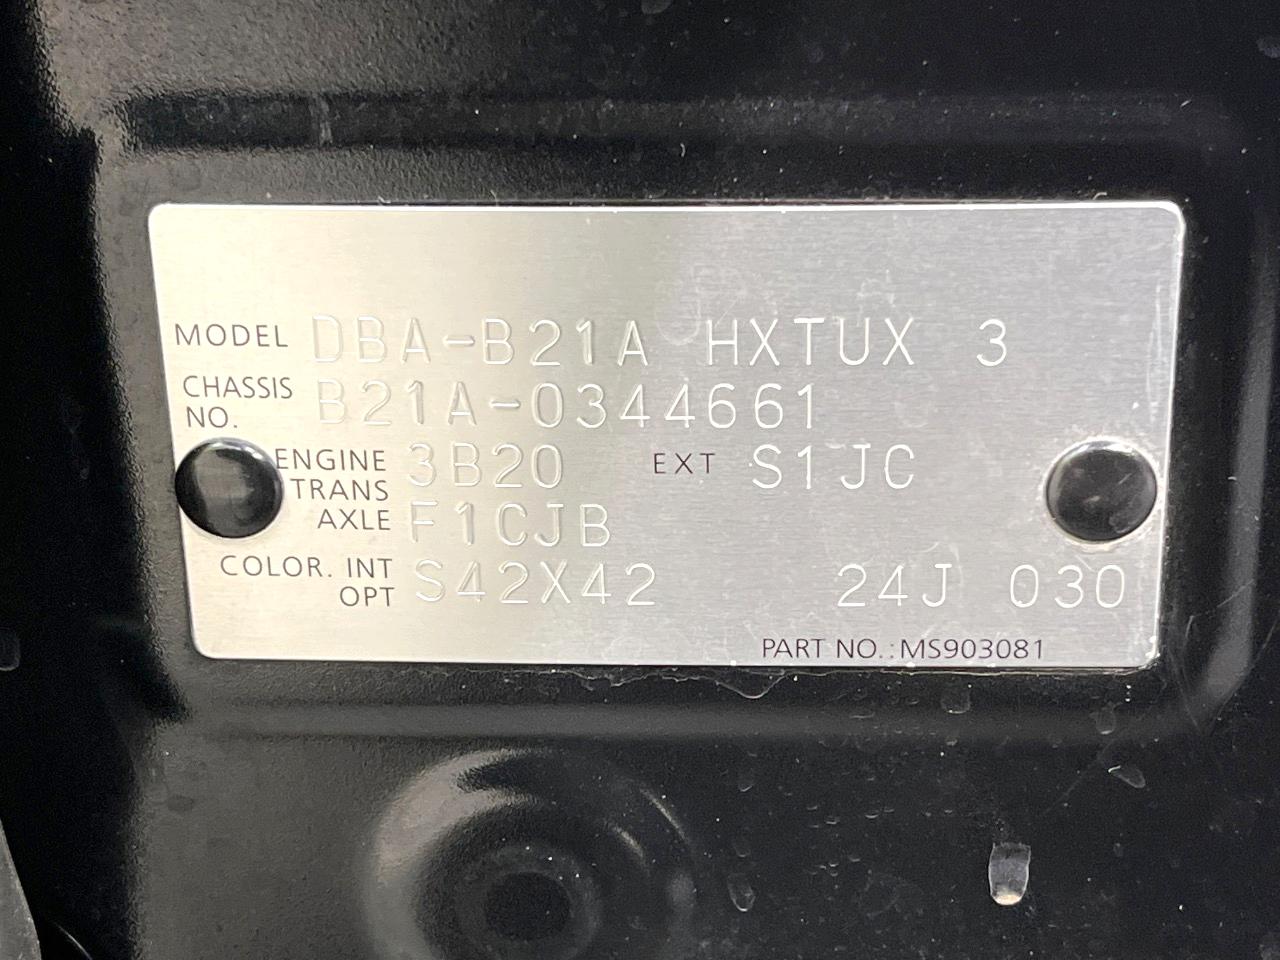 MODEL DBA-B21A HXTUX 3
CHASSIS NO. B21A-0344661
ENGINE 3B20 EXT S1JC
TRANS AXLE F1CJB
COLOR. INT OPT S42X42 24J 030
PART NO.: MS903081